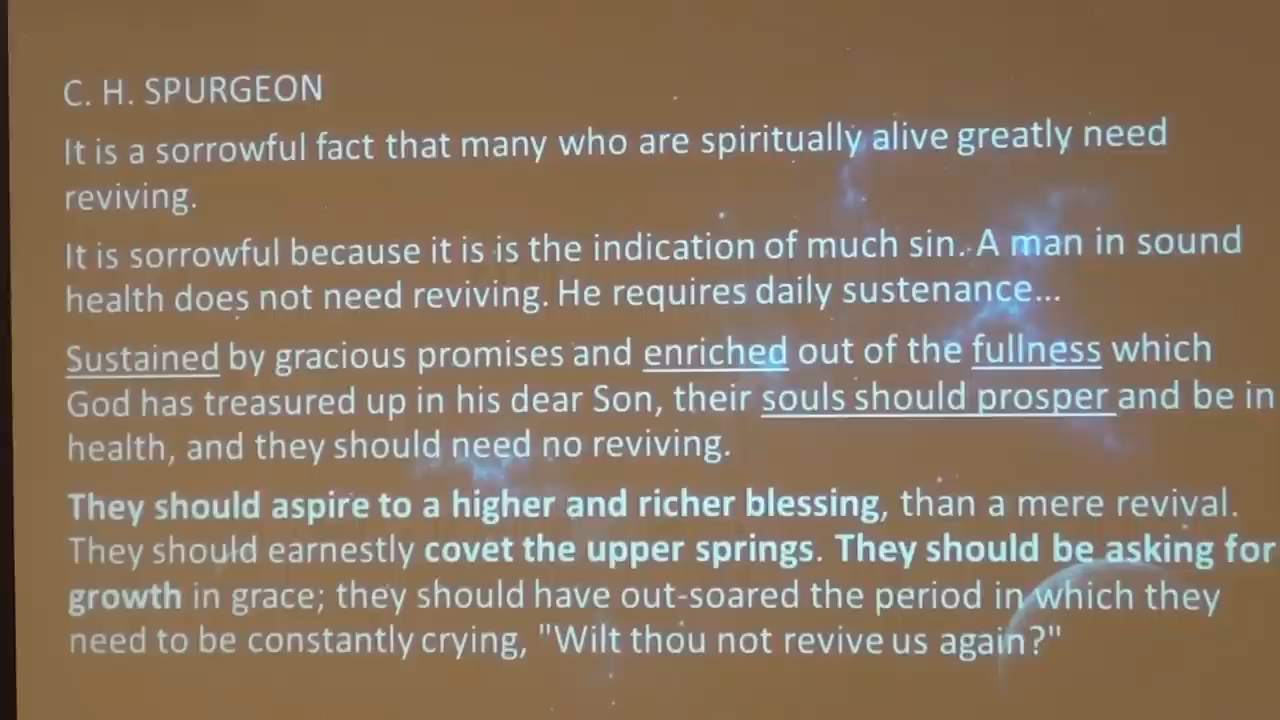 C. H. SPURGEON
It is a sorrowful fact that many who are spiritually alive greatly need
reviving.
It is sorrowful because it is is the indication of much sin. A man in sound
health does not need reviving. He requires daily sustenance...
Sustained by gracious promises and enriched out of the fullness which
God has treasured up in his dear Son, their souls should prosper and be in
health, and they should need no reviving.
They should aspire to a higher and richer blessing, than a mere revival.
They should earnestly covet the upper springs. They should be asking for
growth in grace; they should have out-soared the period in which they
need to be constantly crying, "Wilt thou not revive us again?"